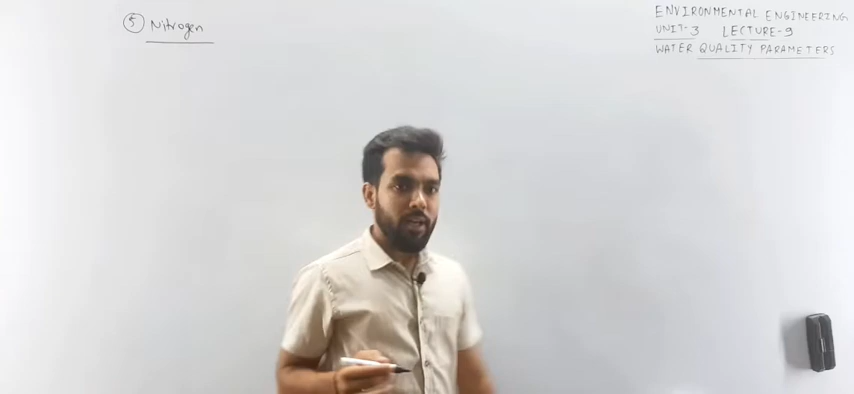 5 Nitrogen
ENVIRONMENTAL ENGINEERING
UNIT-3 LECTURE-9
WATER QUALITY PARAMETERS